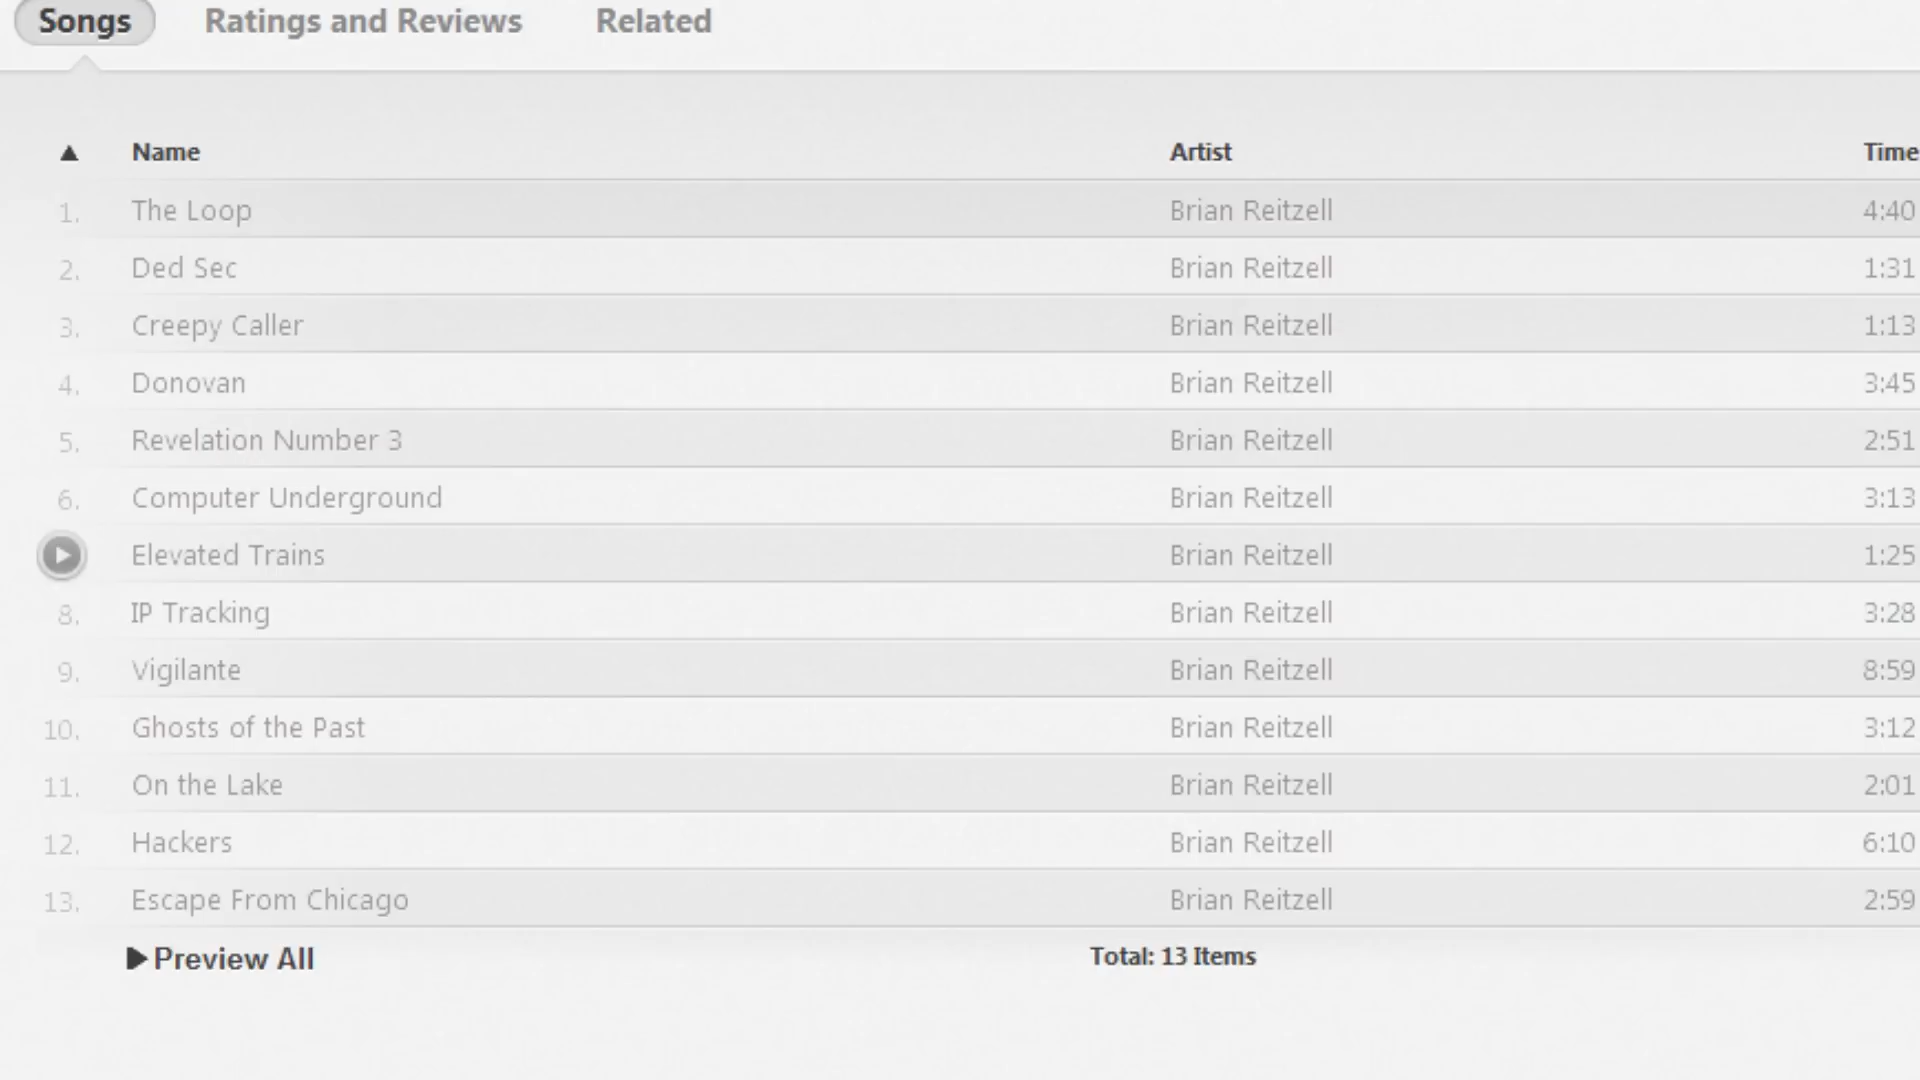 Songs Ratings and Reviews Related
▲ Name Artist Time
1. The Loop Brian Reitzell 4:40
2. Ded Sec Brian Reitzell 1:31
3. Creepy Caller Brian Reitzell 1:13
4. Donovan Brian Reitzell 3:45
5. Revelation Number 3 Brian Reitzell 2:51
6. Computer Underground Brian Reitzell 3:13
Elevated Trains Brian Reitzell 1:25
8. IP Tracking Brian Reitzell 3:28
9. Vigilante Brian Reitzell 8:59
10. Ghosts of the Past Brian Reitzell 3:12
11. On the Lake Brian Reitzell 2:01
12. Hackers Brian Reitzell 6:10
13. Escape From Chicago Brian Reitzell 2:59
Preview All Total: 13 Items